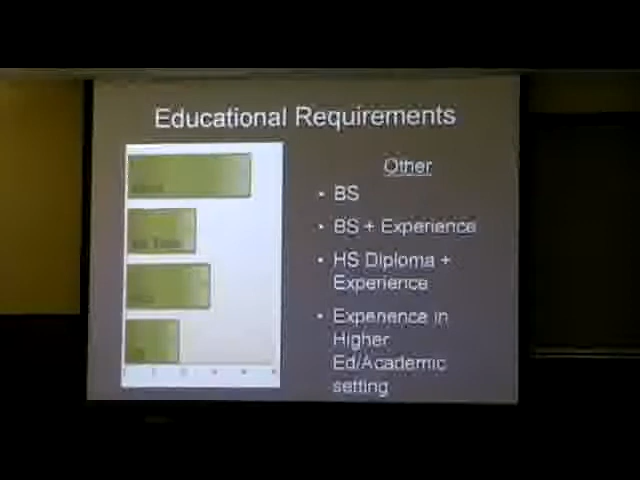 Educational Requirements
Other
• BS
• BS + Experience
• HS Diploma +
Experience
• Experience in
Higher
Ed/Academic
setting